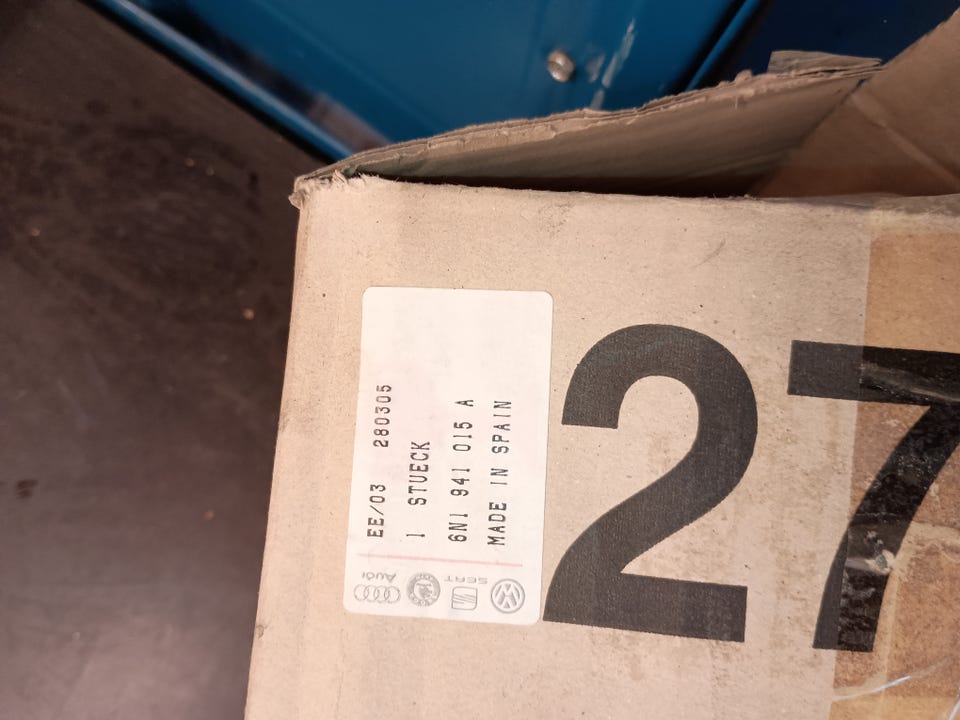 EE/03 280305
1 STUECK
6N1 941 015 A
MADE IN SPAIN
Audi
SEAT
27